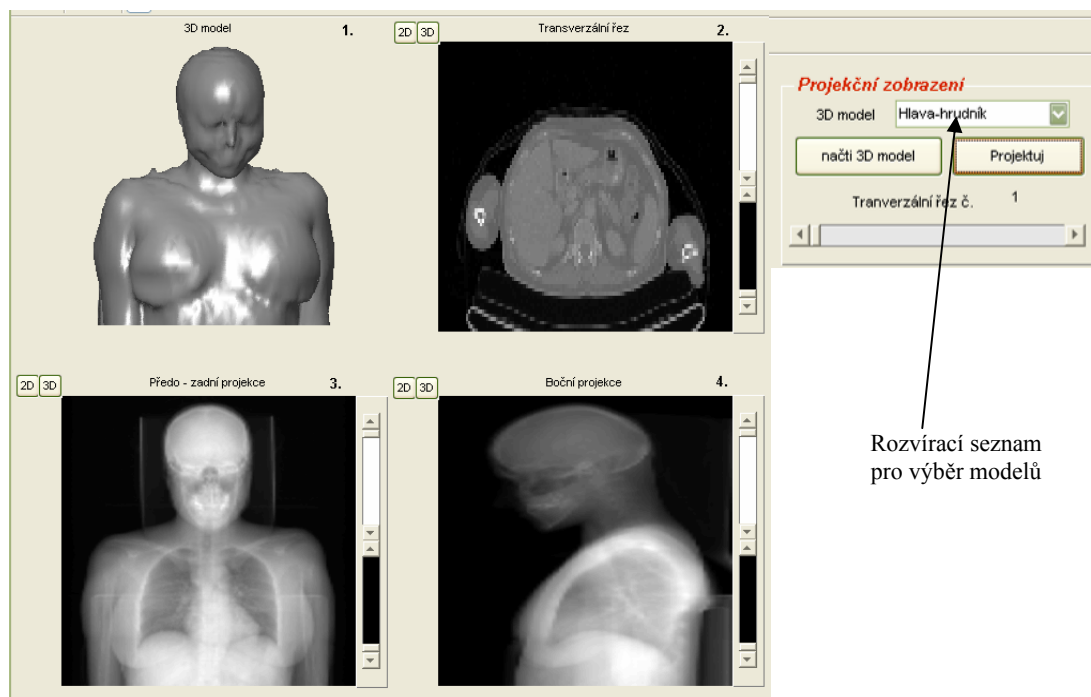 3D model
1.
2D 3D
Transverzální řez
2.
Projekční zobrazení
3D model
Hlava-hrudník
načti 3D model
Projektuj
Tranverzální řez č.
1
2D 3D
Předo - zadní projekce
3.
2D 3D
Boční projekce
4.
Rozvírací seznam
pro výběr modelů